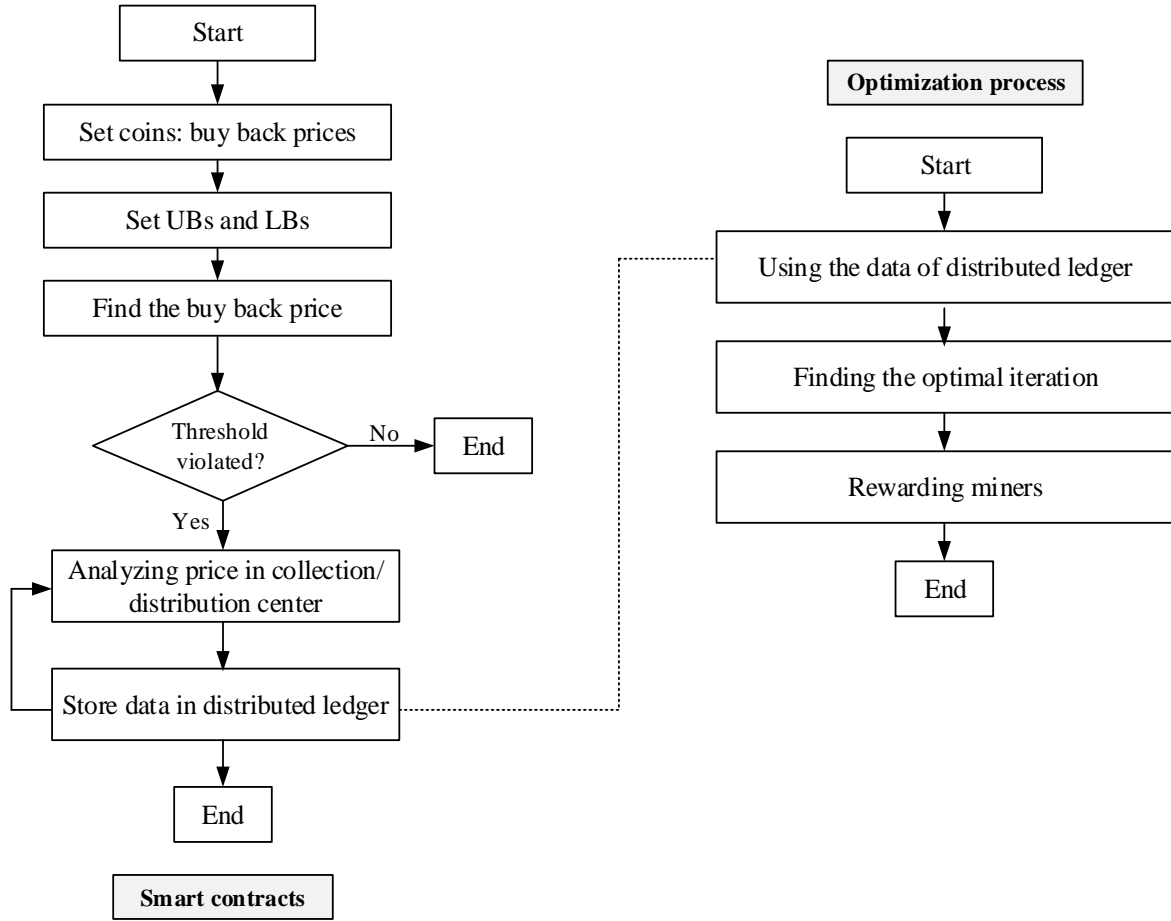 Start
Set coins: buy back prices
Set UBs and LBs
Find the buy back price
Threshold
violated?
No
End
Yes
Analyzing price in collection/
distribution center
Store data in distributed ledger
End
Smart contracts
Optimization process
Start
Using the data of distributed ledger
Finding the optimal iteration
Rewarding miners
End